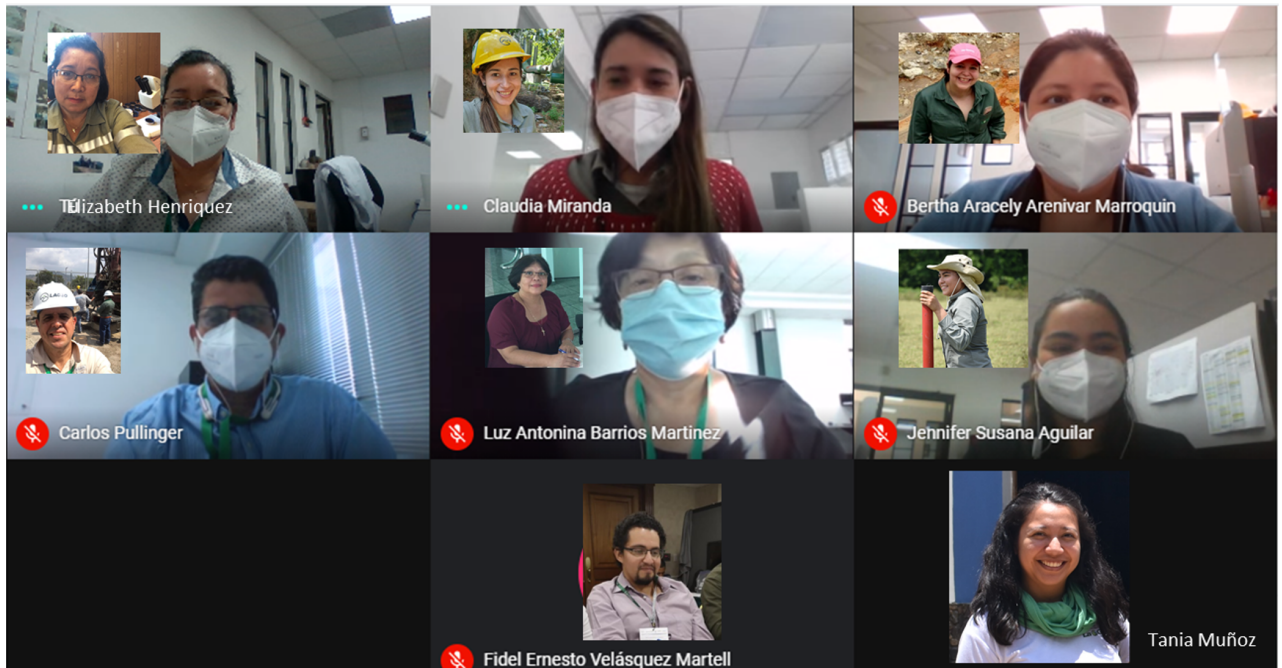 Elizabeth Henriquez
Claudia Miranda
Bertha Aracely Arenivar Marroquin
Carlos Pullinger
Luz Antonina Barrios Martinez
Jennifer Susana Aguilar
Fidel Ernesto Velásquez Martell
Tania Muñoz